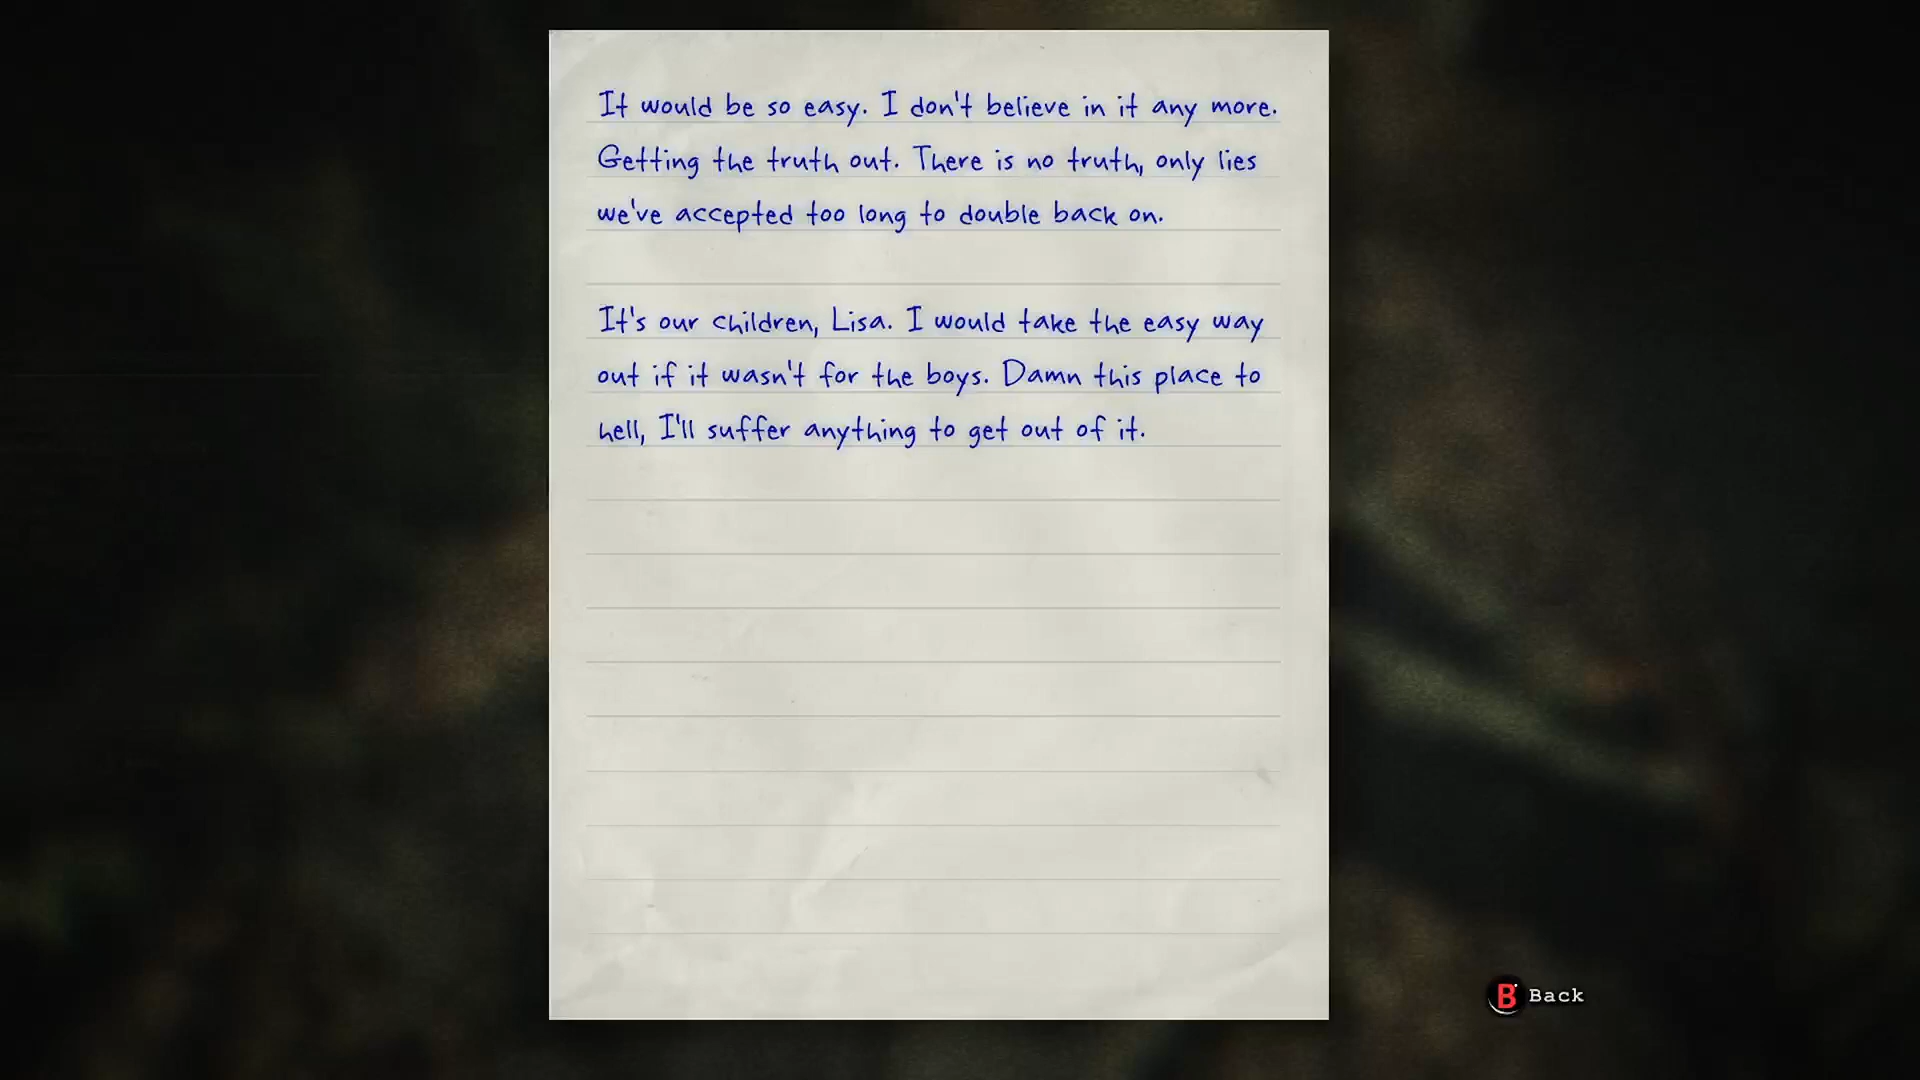 It would be so easy. I don't believe in it any more.
Getting the truth out. There is no truth, only lies
we've accepted too long to double back on.
It's our children, Lisa. I would take the easy way
out if it wasn't for the boys. Damn this place to
hell, I'll suffer anything to get out of it.
B Back